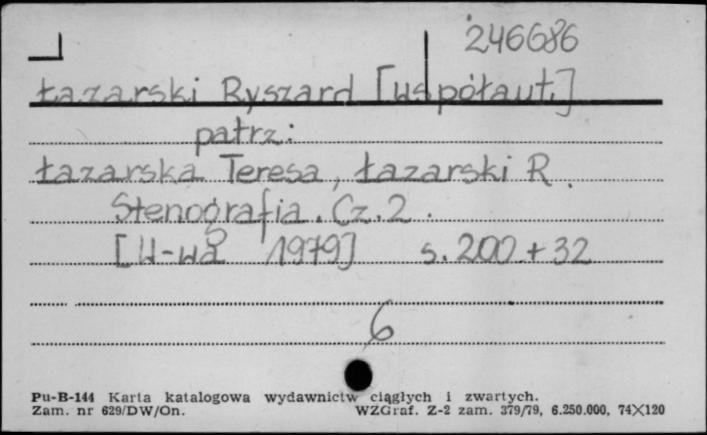 246686
Łazarski Ryszard [współaut.]
patrz:
Łazarska Teresa, Łazarski R.
Stenografia. Cz. 2.
[W-wa 1979] s. 200 + 32
6
Pu-B-144 Karta katalogowa wydawnictw ciągłych i zwartych.
Zam. nr 629/DW/On. WZGraf. Z-2 zam. 379/79, 6.250.000, 74X120